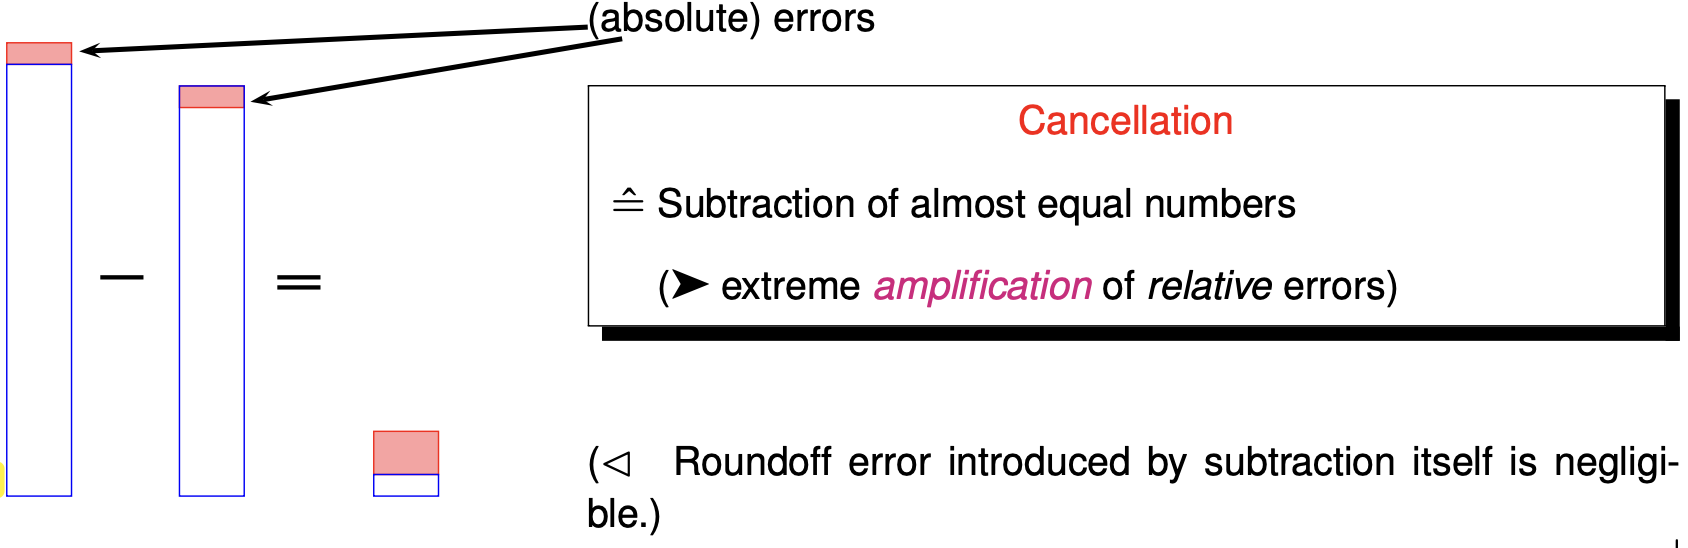 (absolute) errors
Cancellation
≙ Subtraction of almost equal numbers
(➤ extreme amplification of relative errors)
− =
(◁ Roundoff error introduced by subtraction itself is negligi-
ble.)